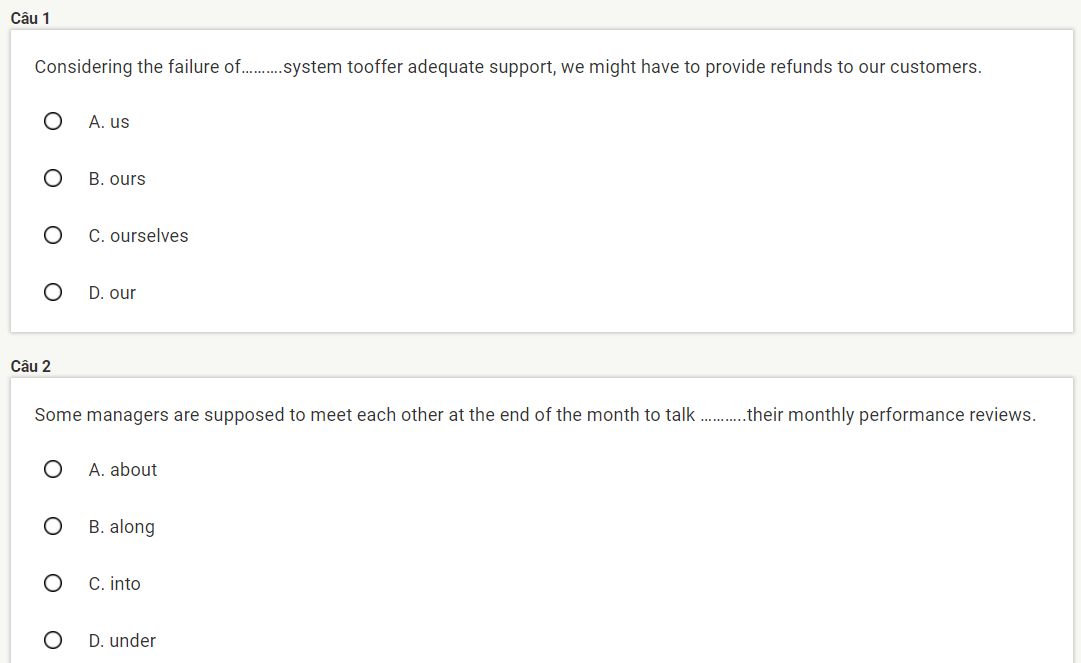 Câu 1
Considering the failure of..........system tooffer adequate support, we might have to provide refunds to our customers.
A. us
B. ours
C. ourselves
D. our
Câu 2
Some managers are supposed to meet each other at the end of the month to talk ...........their monthly performance reviews.
A. about
B. along
C. into
D. under